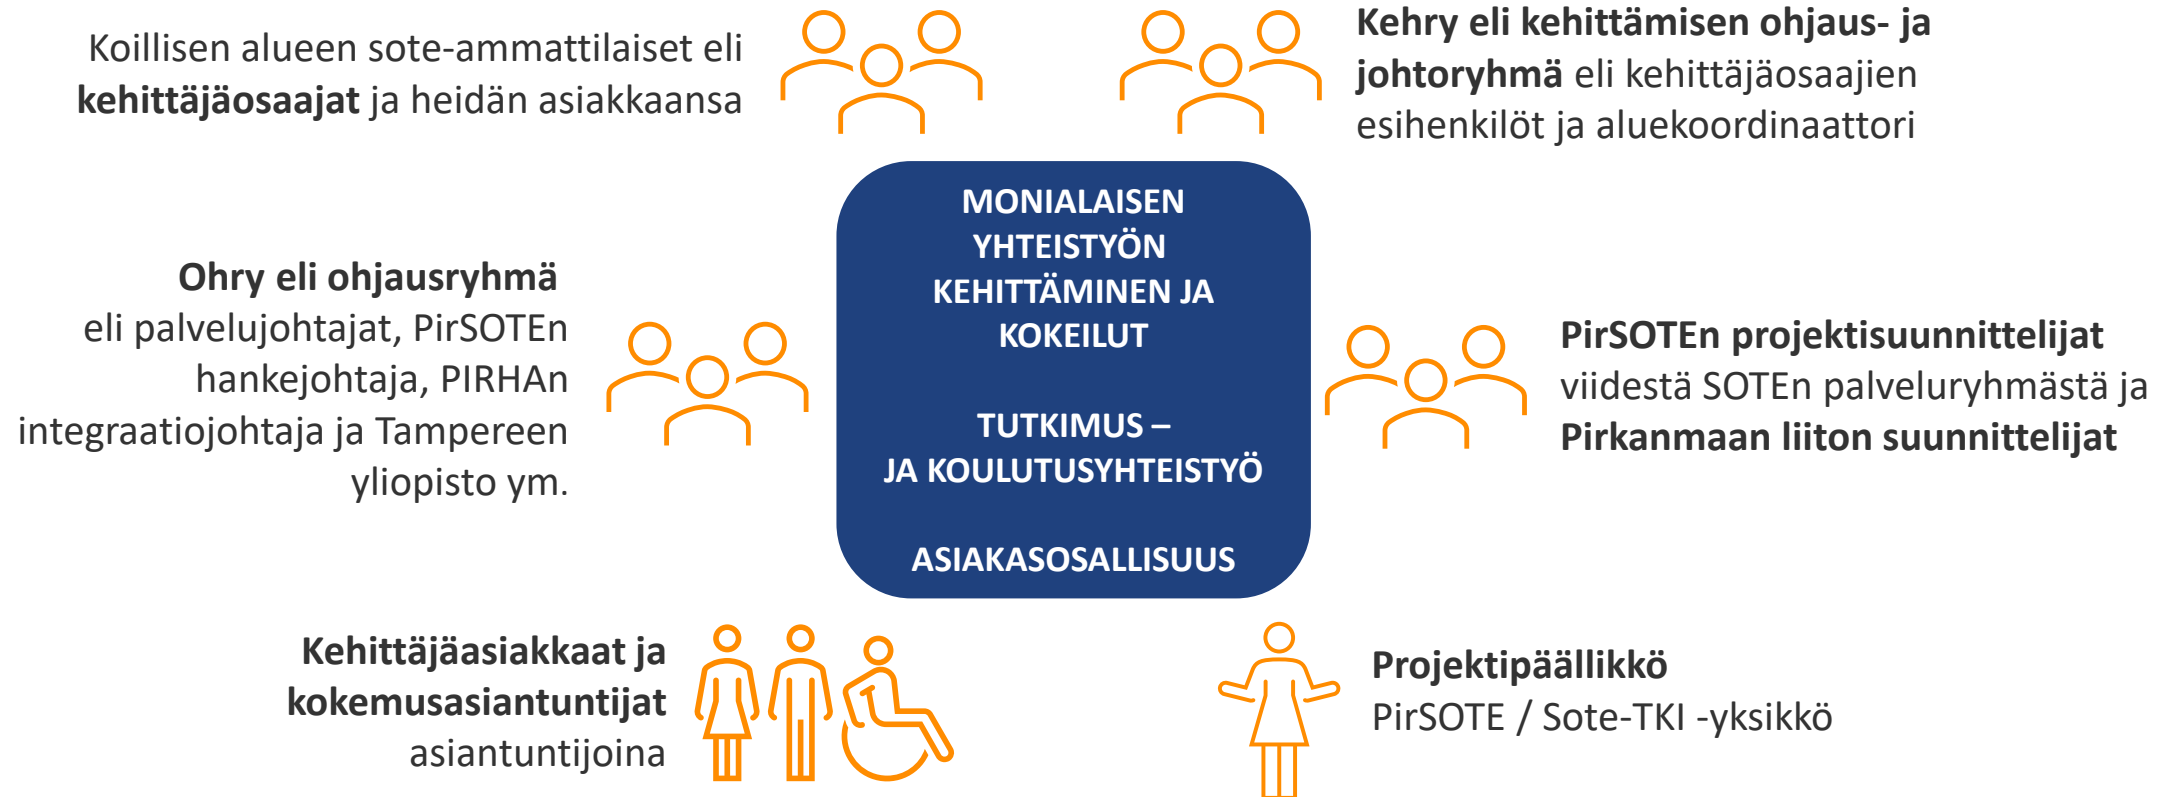 Koillisen alueen sote-ammattilaiset eli
kehittäjäosaajat ja heidän asiakkaansa
Kehry eli kehittämisen ohjaus- ja
johtoryhmä eli kehittäjäosaajien
esihenkilöt ja aluekoordinaattori
Ohry eli ohjausryhmä
eli palvelujohtajat, PirSOTEn
hankejohtaja, PIRHAn
integraatiojohtaja ja Tampereen
yliopisto ym.
MONIALAISEN
YHTEISTYÖN
KEHITTÄMINEN JA
KOKEILUT
TUTKIMUS –
JA KOULUTUSYHTEISTYÖ
ASIAKASOSALLISUUS
PirSOTEn projektisuunnittelijat
viidestä SOTEn palveluryhmästä ja
Pirkanmaan liiton suunnittelijat
Kehittäjäasiakkaat ja
kokemusasiantuntijat
asiantuntijoina
Projektipäällikkö
PirSOTE / Sote-TKI -yksikkö